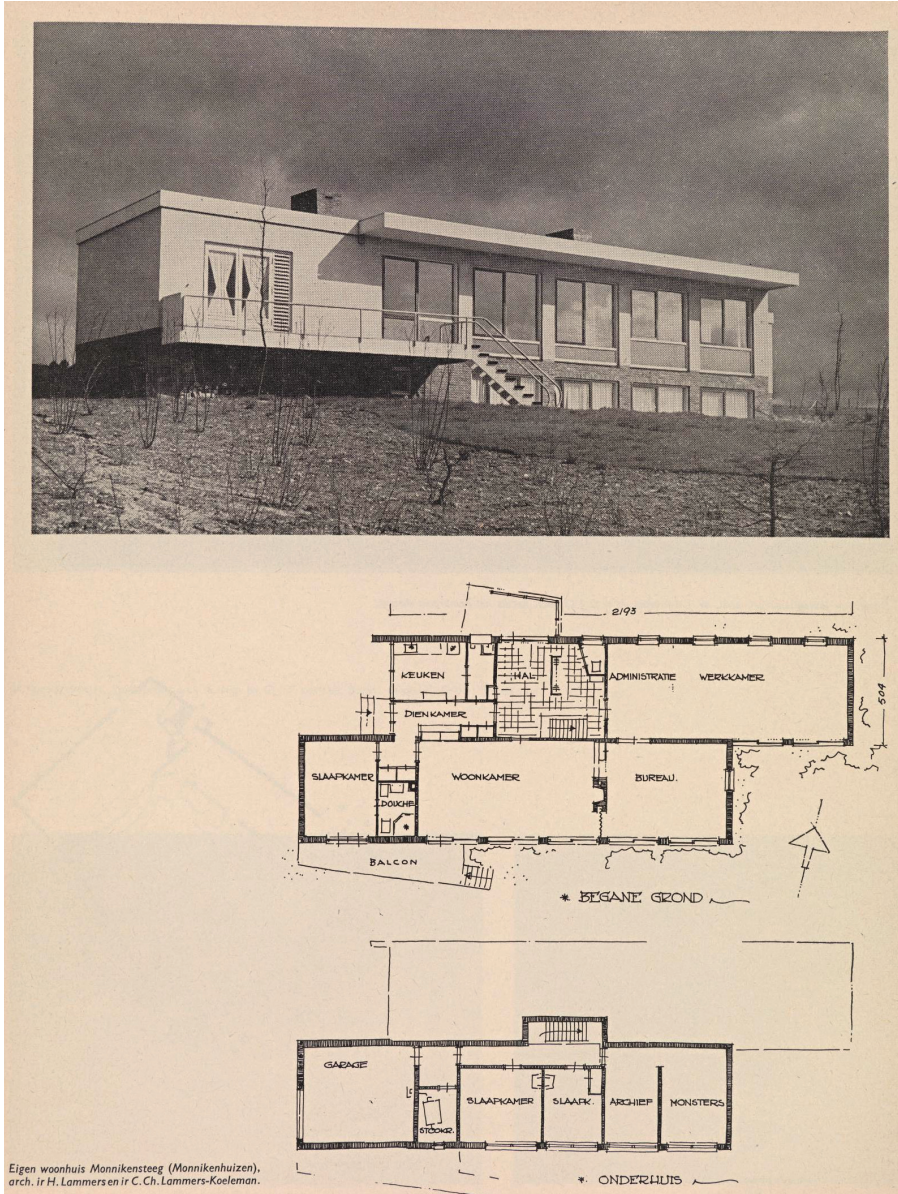 2193
KEUKEN
HAL
ADMINISTRATIE WERKKAMER
504
DIENKAMER
SLAAPKAMER
WOONKAMER
BUREAU.
DOUCHE
BALCON
* BEGANE GROND
GARAGE
SLAAPKAMER
SLAAPK.
ARCHIEF
MONSTERS
STOOKR.
* ONDERHUIS
Eigen woonhuis Monnikensteeg (Monnikenhuizen),
arch. ir H. Lammers en ir C. Ch. Lammers-Koeleman.